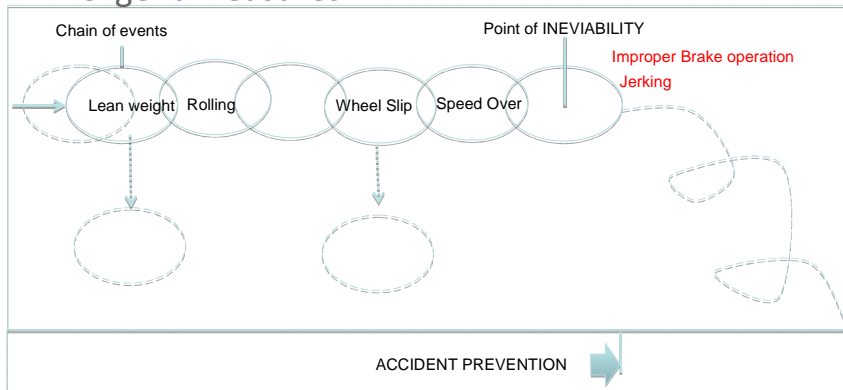 Chain of events
Point of INEVIABILITY
Improper Brake operation
Jerking
Lean weight
Rolling
Wheel Slip
Speed Over
ACCIDENT PREVENTION